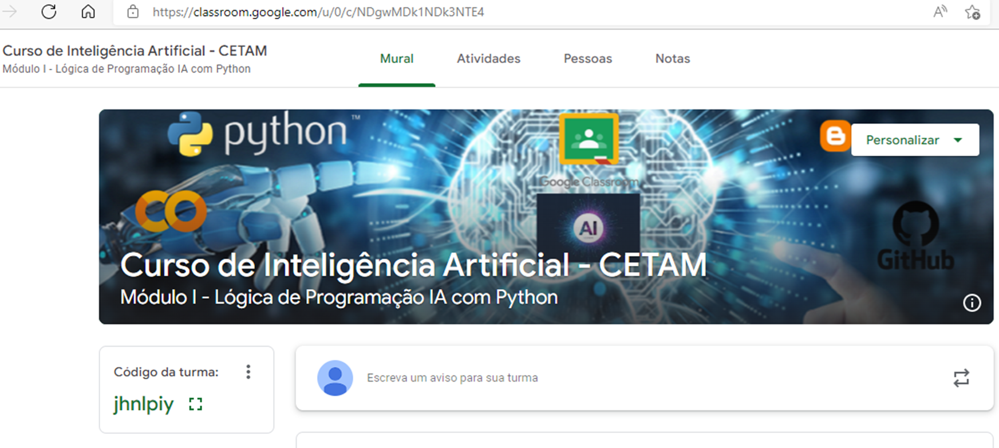 https://classroom.google.com/u/0/c/NDgwMDk1NDk3NTE4
Curso de Inteligência Artificial - CETAM
Módulo I - Lógica de Programação IA com Python
Mural
Atividades
Pessoas
Notas
python™
Personalizar
Google Classroom
AI
GitHub
Curso de Inteligência Artificial - CETAM
Módulo I - Lógica de Programação IA com Python
Código da turma:
jhnlpiy
Escreva um aviso para sua turma